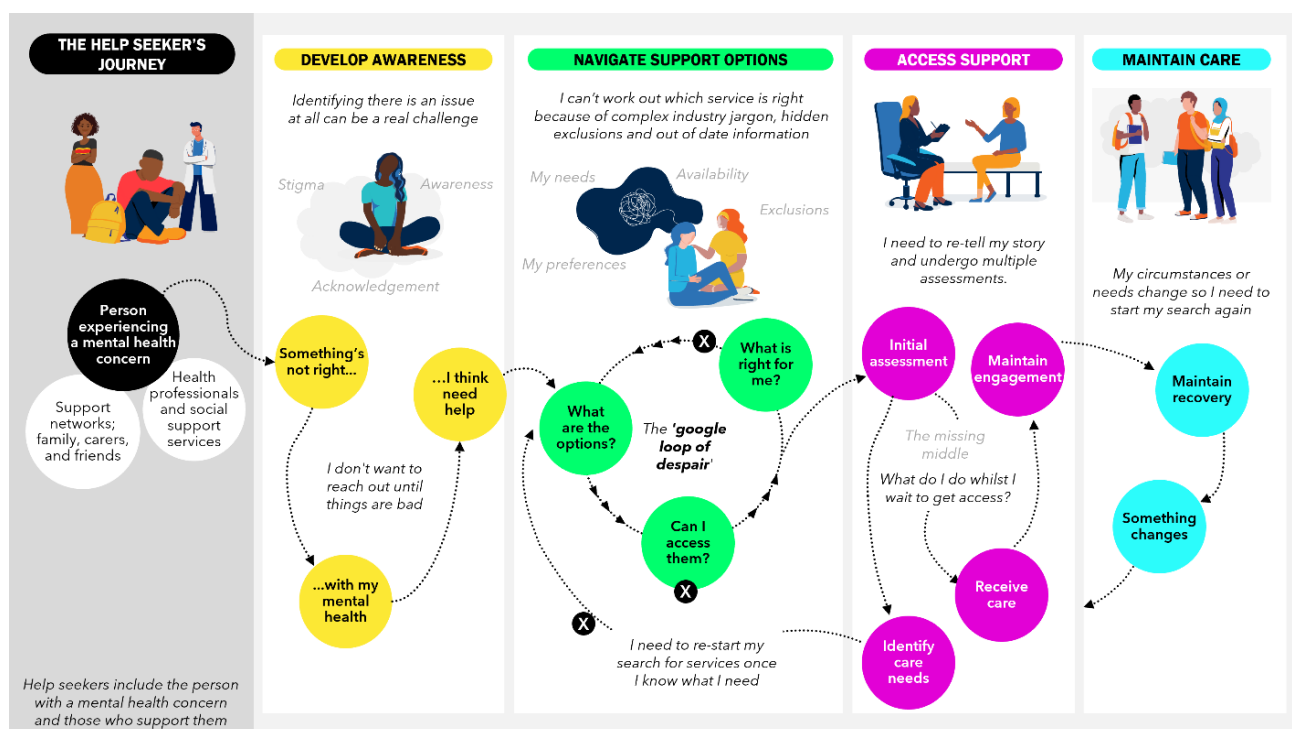 THE HELP SEEKER'S
JOURNEY
Person
experiencing
a mental health
concern
Health
professionals
and social
support
services
Support
networks;
family, carers,
and friends
Help seekers include the person
with a mental health concern
and those who support them
DEVELOP AWARENESS
Identifying there is an issue
at all can be a real challenge
Stigma
Awareness
Acknowledgement
Something's
not right...
...I think
need
help
I don't want to
reach out until
things are bad
...with my
mental
health
NAVIGATE SUPPORT OPTIONS
I can't work out which service is right
because of complex industry jargon, hidden
exclusions and out of date information
My needs
Availability
Exclusions
My preferences
X
What is
right for
me?
What
are the
options?
The 'google
loop of
despair'
Can I
access
them?
X
X
I need to re-start my
search for services once
I know what I need
ACCESS SUPPORT
I need to re-tell my story
and undergo multiple
assessments.
Initial
assessment
Maintain
engagement
The missing
middle
What do I do whilst I
wait to get access?
Receive
care
Identify
care
needs
MAINTAIN CARE
My circumstances or
needs change so I need to
start my search again
Maintain
recovery
Something
changes